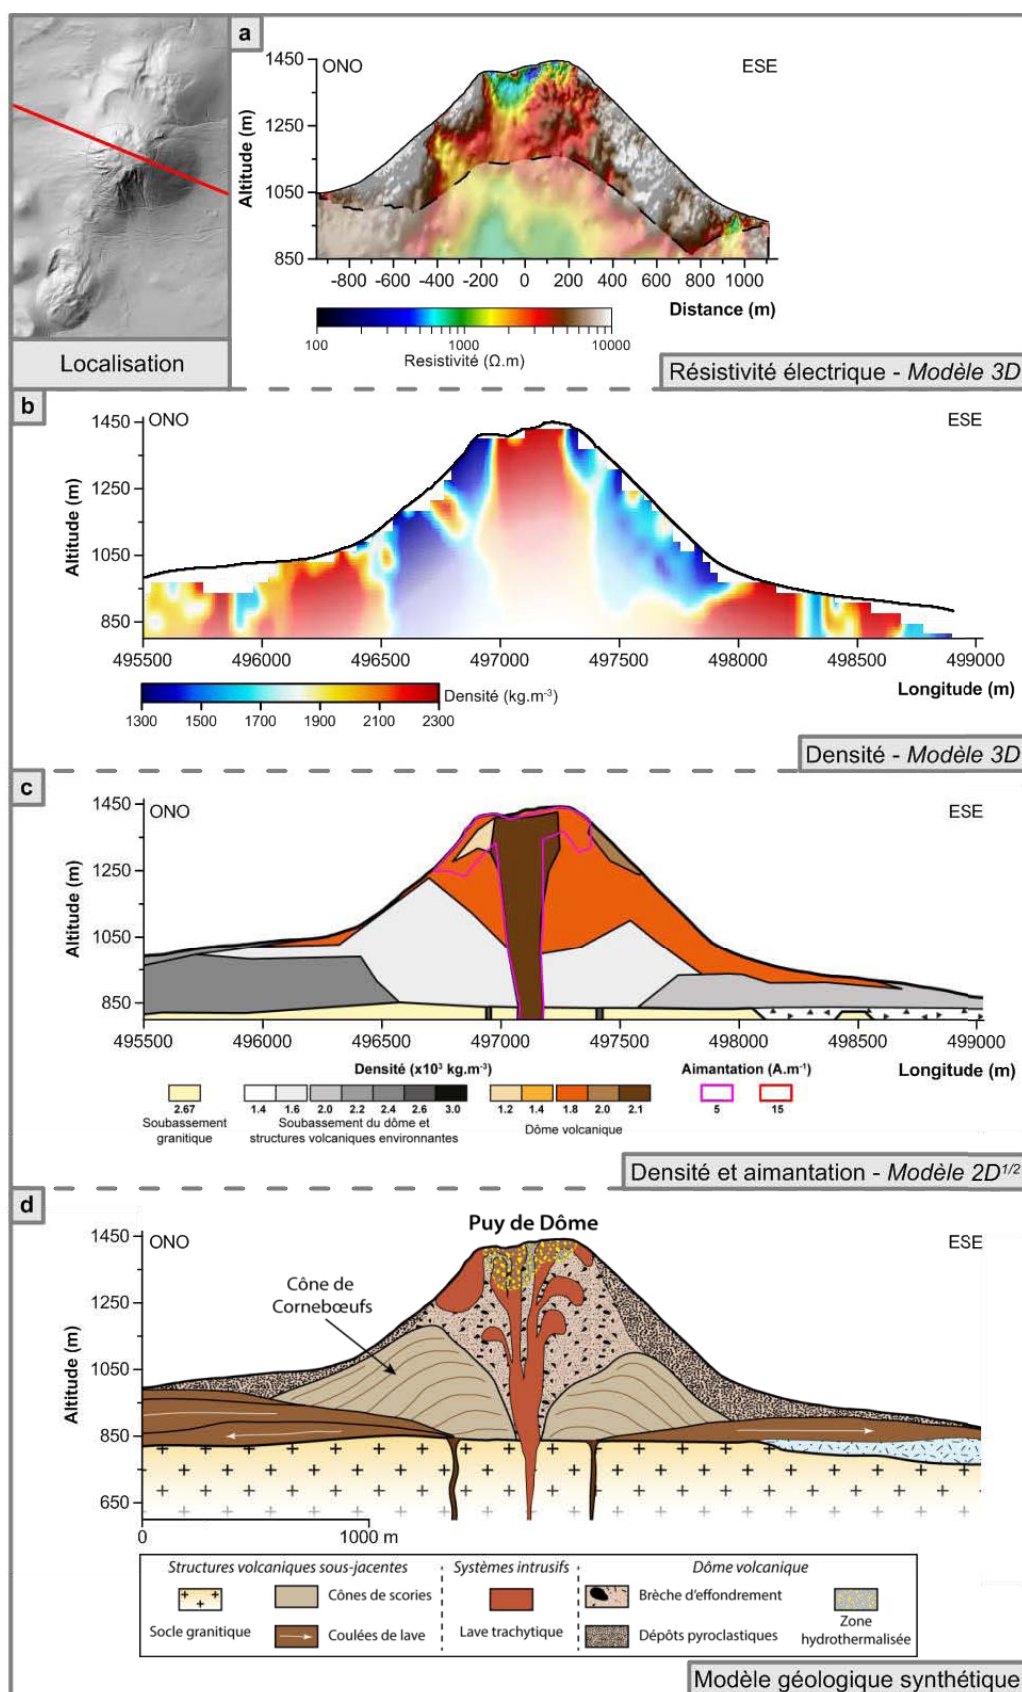 a
ONO
ESE
1450
1250
1050
850
Altitude (m)
-800 -600 -400 -200 0 200 400 600 800 1000
Distance (m)
100 1000 10000
Resistivité (Ω.m)
Localisation
Résistivité électrique - Modèle 3D
b
ONO
ESE
1450
1250
1050
850
Altitude (m)
495500 496000 496500 497000 497500 498000 498500 499000
Longitude (m)
Densité (kg.m-3)
1300 1500 1700 1900 2100 2300
Densité - Modèle 3D
c
ONO
ESE
1450
1250
1050
850
Altitude (m)
495500 496000 496500 497000 497500 498000 498500 499000
Densité (x10³ kg.m-3)
Aimantation (A.m-1)
Longitude (m)
2.67 1.4 1.6 2.0 2.2 2.4 2.6 3.0 1.2 1.4 1.8 2.0 2.1 5 15
Soubassement
granitique
Soubassement du dôme et
structures volcaniques environnantes
Dôme volcanique
Densité et aimantation - Modèle 2D1/2
d
Puy de Dôme
ONO
ESE
1450
1250
1050
850
650
Altitude (m)
Cône de
Cornebœufs
0 1000 m
Structures volcaniques sous-jacentes
Systèmes intrusifs
Dôme volcanique
Socle granitique
Cônes de scories
Coulées de lave
Lave trachytique
Brèche d'effondrement
Dépôts pyroclastiques
Zone
hydrothermalisée
Modèle géologique synthétique